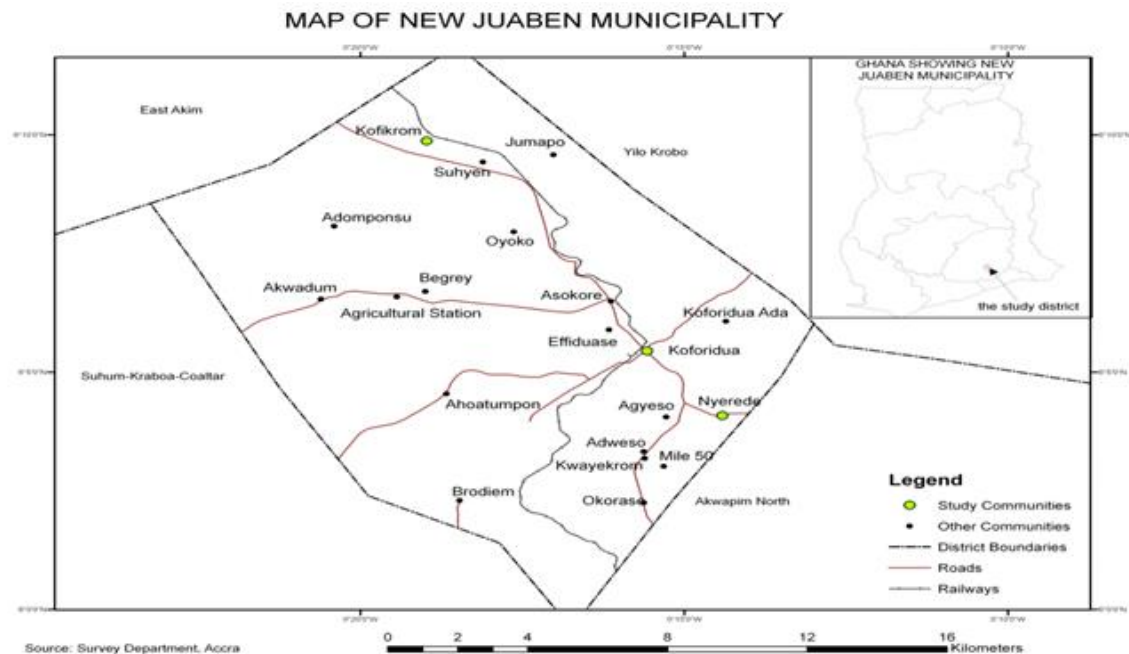 MAP OF NEW JUABEN MUNICIPALITY
GHANA SHOWING NEW
JUABEN MUNICIPALITY
the study district
East Akim
Yilo Krobo
Kofikrom
Jumapo
Suhyen
Adomponsu
Oyoko
Begrey
Akwadum
Agricultural Station
Asokore
Koforidua Ada
Effiduase
Koforidua
Suhum-Kraboa-Coaltar
Ahoatumpon
Agyeso
Nyerede
Adweso
Kwayekrom
Mile 50
Brodiem
Okorase
Akwapim North
Legend
Study Communities
Other Communities
District Boundaries
Roads
Railways
Source: Survey Department, Accra
0 2 4 8 12 16
Kilometers